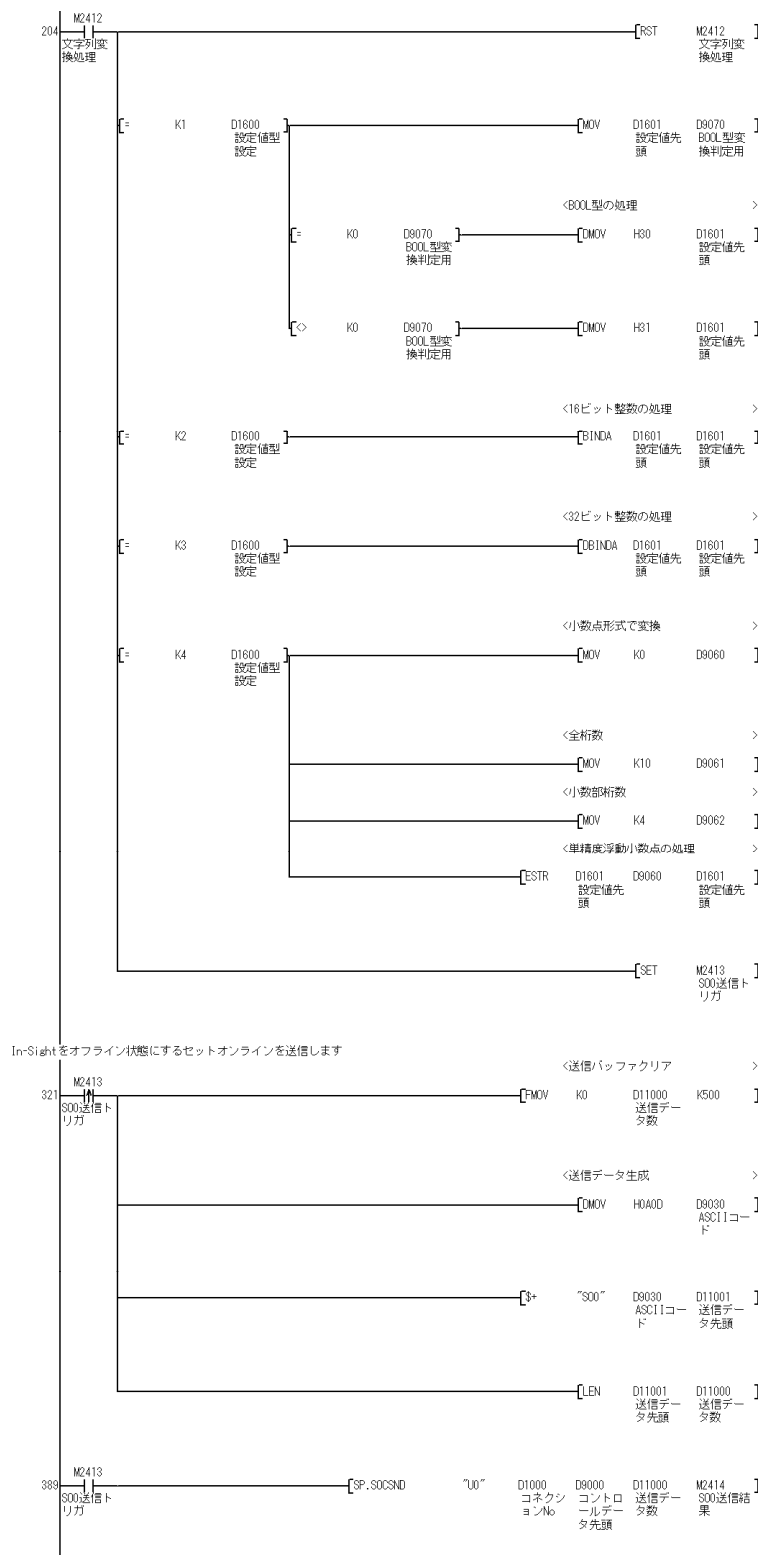 M2412
204 [RST M2412 ]
文字列変 文字列変
換処理 換処理
[= K1 D1600 ] [MOV D1601 D9070 ]
設定値型 設定値先 BOOL型変
設定 頭 換判定用
<BOOL型の処理 >
[= K0 D9070 ] [DMOV H30 D1601 ]
BOOL型変 設定値先
換判定用 頭
[<> K0 D9070 ] [DMOV H31 D1601 ]
BOOL型変 設定値先
換判定用 頭
<16ビット整数の処理 >
[= K2 D1600 ] [BINDA D1601 D1601 ]
設定値型 設定値先 設定値先
設定 頭 頭
<32ビット整数の処理 >
[= K3 D1600 ] [DBINDA D1601 D1601 ]
設定値型 設定値先 設定値先
設定 頭 頭
<小数点形式で変換 >
[= K4 D1600 ] [MOV K0 D9060 ]
設定値型
設定
<全桁数 >
[MOV K10 D9061 ]
<小数部桁数 >
[MOV K4 D9062 ]
<単精度浮動小数点の処理 >
[ESTR D1601 D9060 D1601 ]
設定値先 設定値先
頭 頭
[SET M2413 ]
SO0送信ト
リガ
In-Sightをオフライン状態にするセットオンラインを送信します
<送信バッファクリア >
M2413
321 [FMOV K0 D11000 K500 ]
SO0送信ト 送信デー
リガ タ数
<送信データ生成 >
[DMOV H0A0D D9030 ]
ASCIIコー
ド
[$+ "SO0" D9030 D11001 ]
ASCIIコー 送信デー
ド タ先頭
[LEN D11001 D11000 ]
送信デー 送信デー
タ先頭 タ数
M2413
389 [SP.SOCSND "U0" D1000 D9000 D11000 M2414 ]
SO0送信ト コネクシ コントロ 送信デー SO0送信結
リガ ョンNo ールデー タ数 果
タ先頭